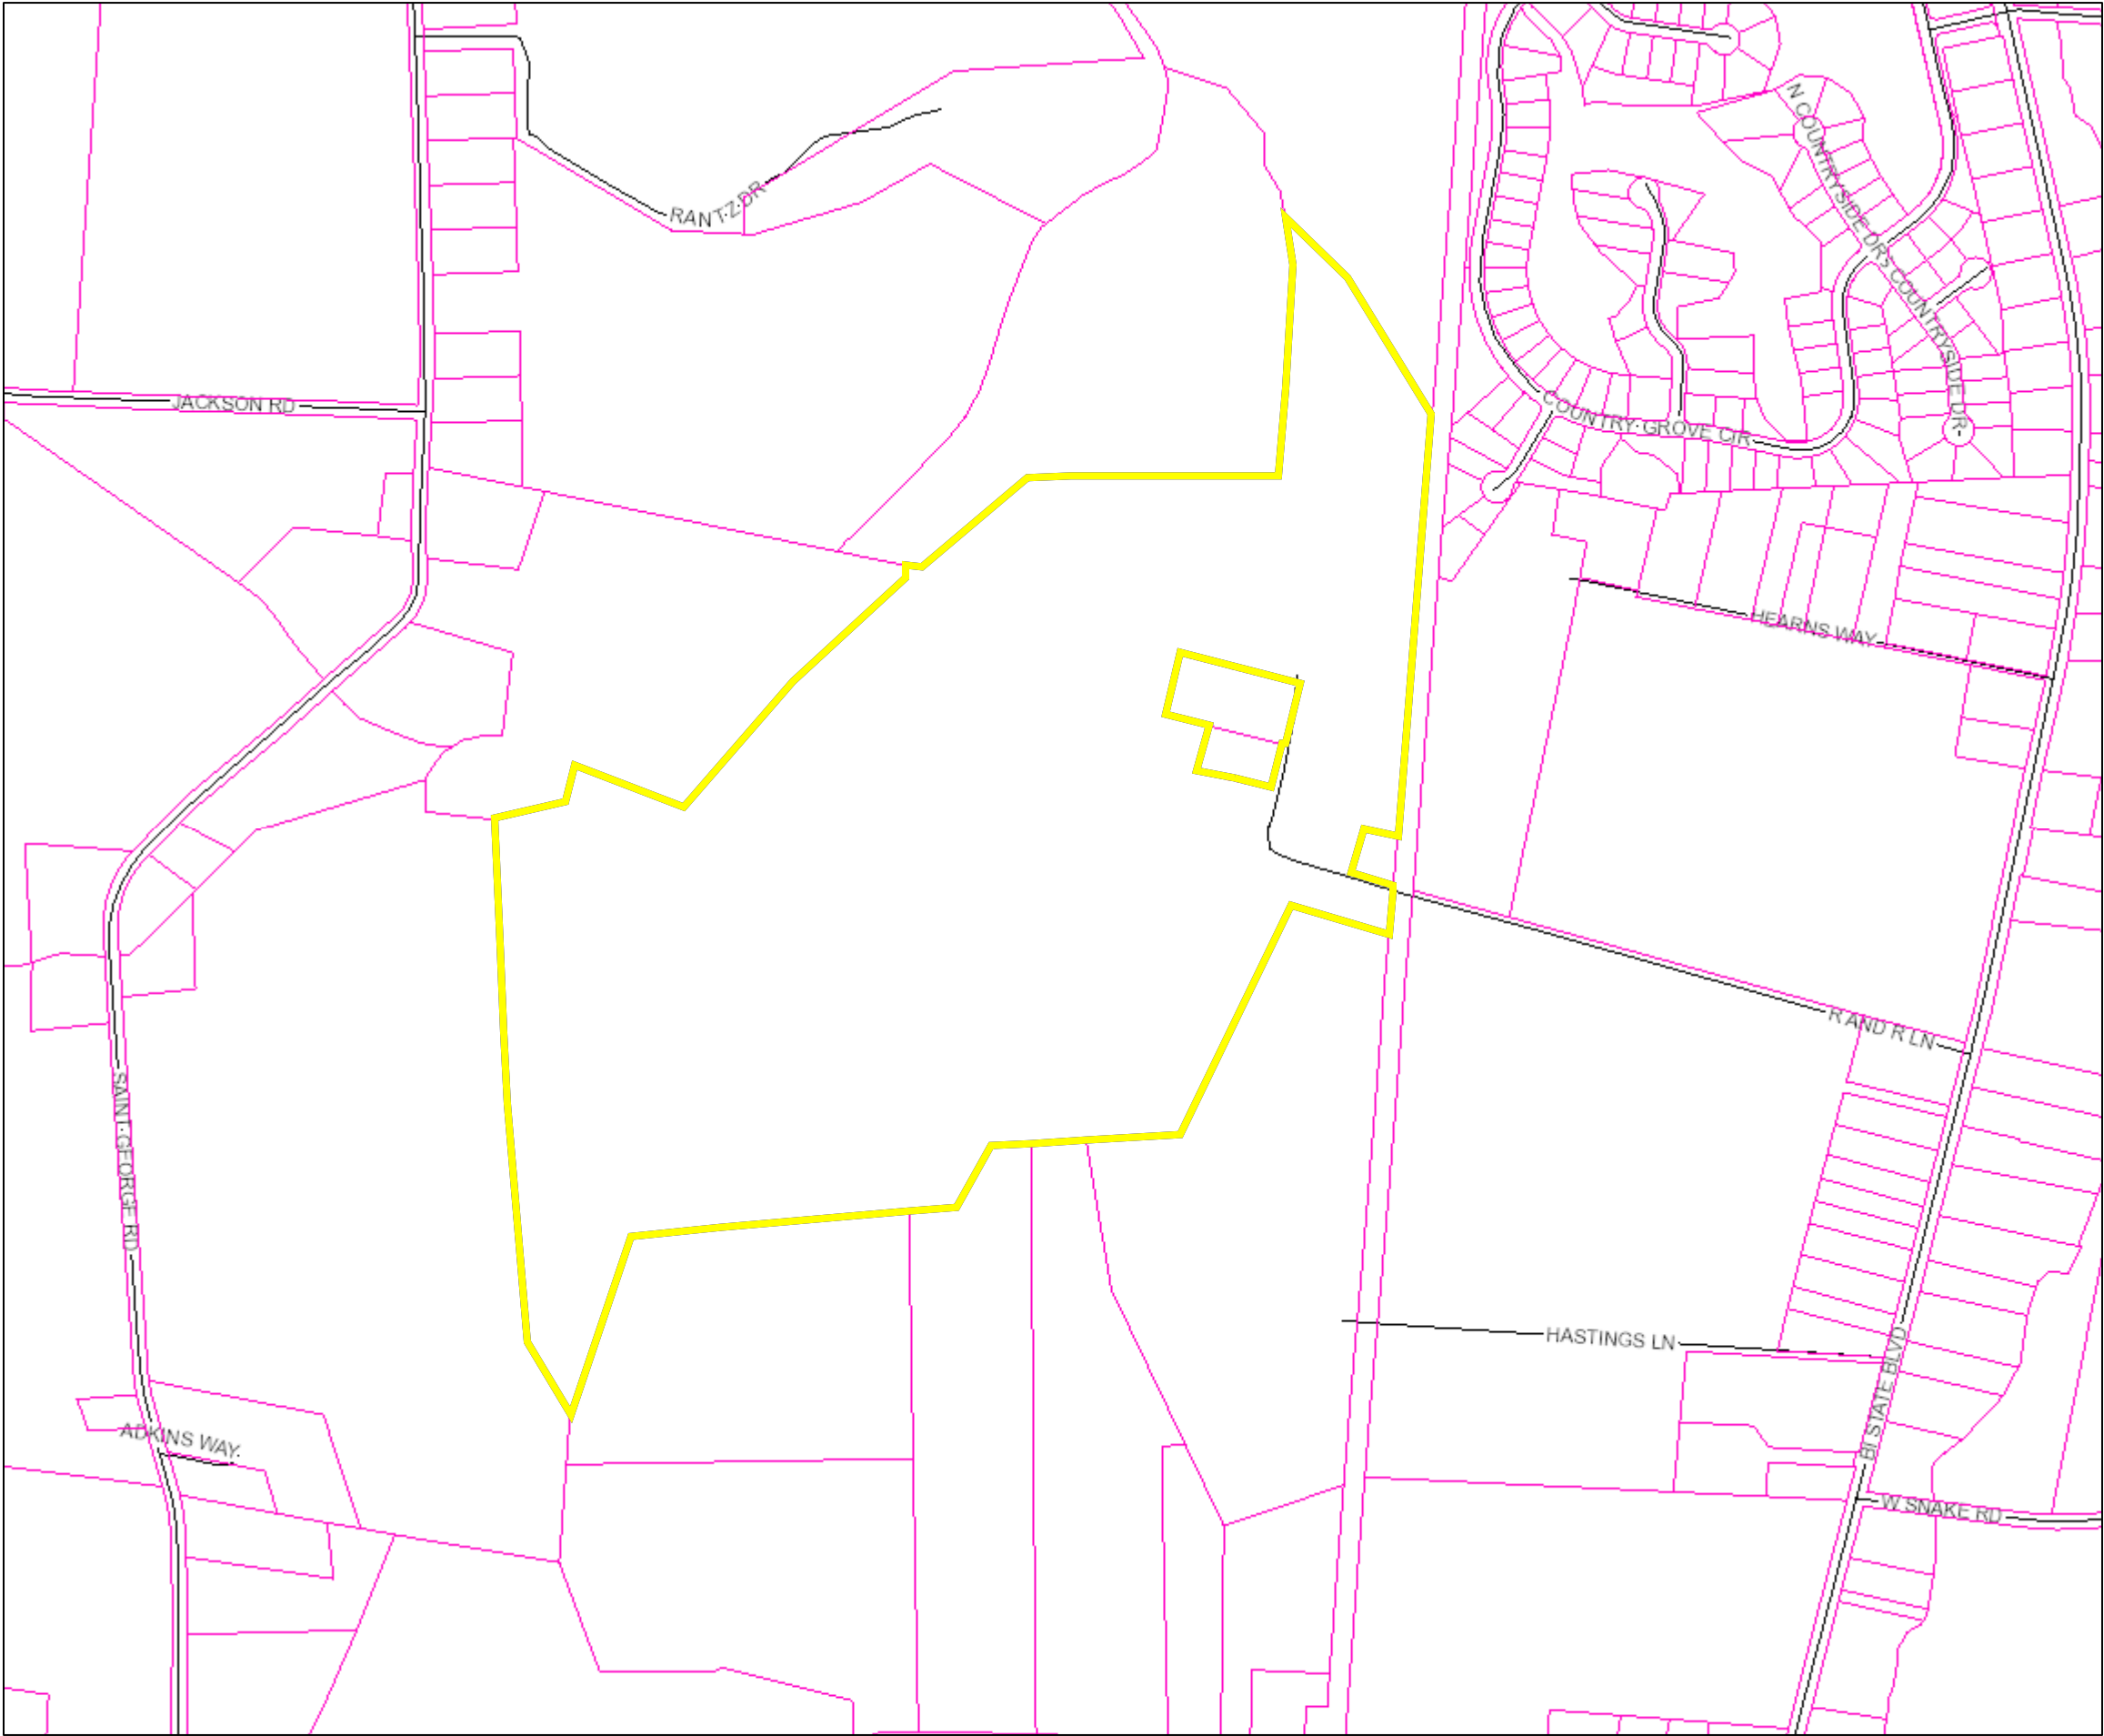 N COUNTRYSIDE DR
S COUNTRYSIDE DR
RANTZ DR
JACKSON RD
COUNTRY GROVE CIR
HEARNS WAY
R AND R LN
SAINT GEORGE RD
HASTINGS LN
BI STATE BLVD
ADKINS WAY
W SNAKE RD